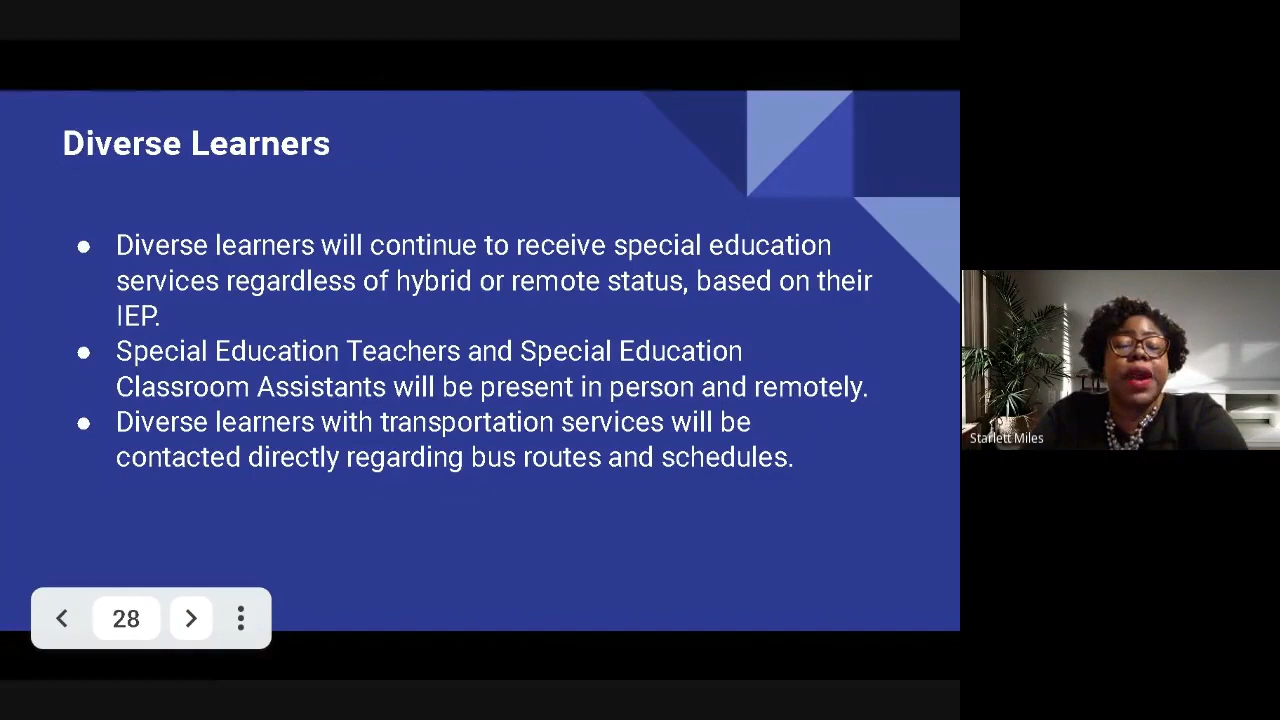 Diverse Learners
● Diverse learners will continue to receive special education
services regardless of hybrid or remote status, based on their
IEP.
● Special Education Teachers and Special Education
Classroom Assistants will be present in person and remotely.
● Diverse learners with transportation services will be
contacted directly regarding bus routes and schedules.
28
Starlett Miles